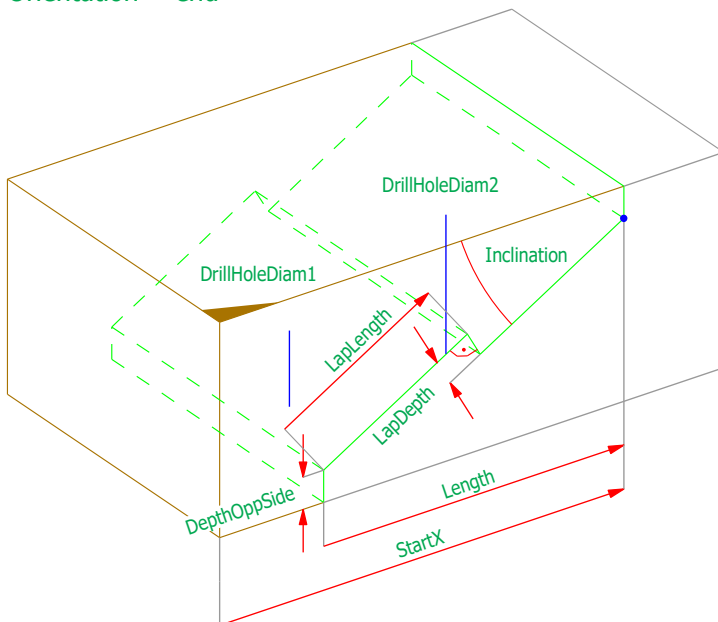 DrillHoleDiam2
Inclination
DrillHoleDiam1
LapLength
LapDepth
DepthOppSide
Length
StartX